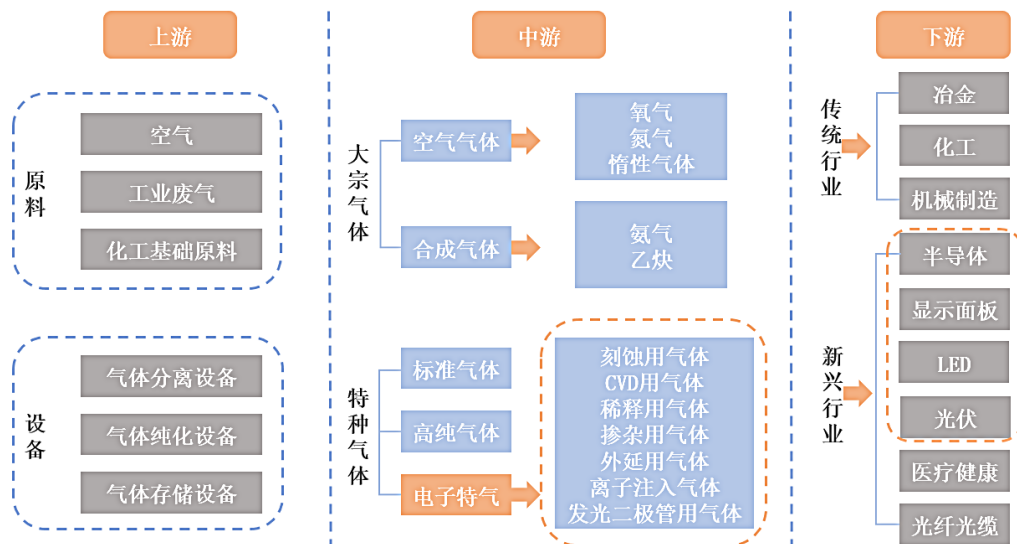 上游
原料
空气
工业废气
化工基础原料
设备
气体分离设备
气体纯化设备
气体存储设备
中游
大宗气体
空气气体
氧气
氮气
惰性气体
合成气体
氨气
乙炔
特种气体
标准气体
高纯气体
电子特气
刻蚀用气体
CVD用气体
稀释用气体
掺杂用气体
外延用气体
离子注入气体
发光二极管用气体
下游
传统行业
冶金
化工
机械制造
新兴行业
半导体
显示面板
LED
光伏
医疗健康
光纤光缆